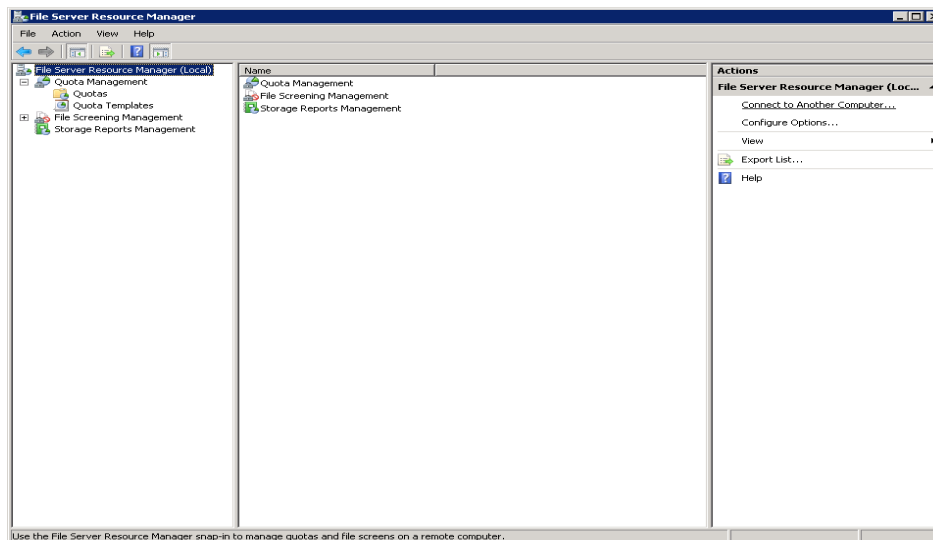 File Server Resource Manager
File Action View Help
File Server Resource Manager (Local)
Quota Management
Quotas
Quota Templates
File Screening Management
Storage Reports Management
Name
Quota Management
File Screening Management
Storage Reports Management
Actions
File Server Resource Manager (Loc...
Connect to Another Computer...
Configure Options...
View
Export List...
Help
Use the File Server Resource Manager snap-in to manage quotas and file screens on a remote computer.